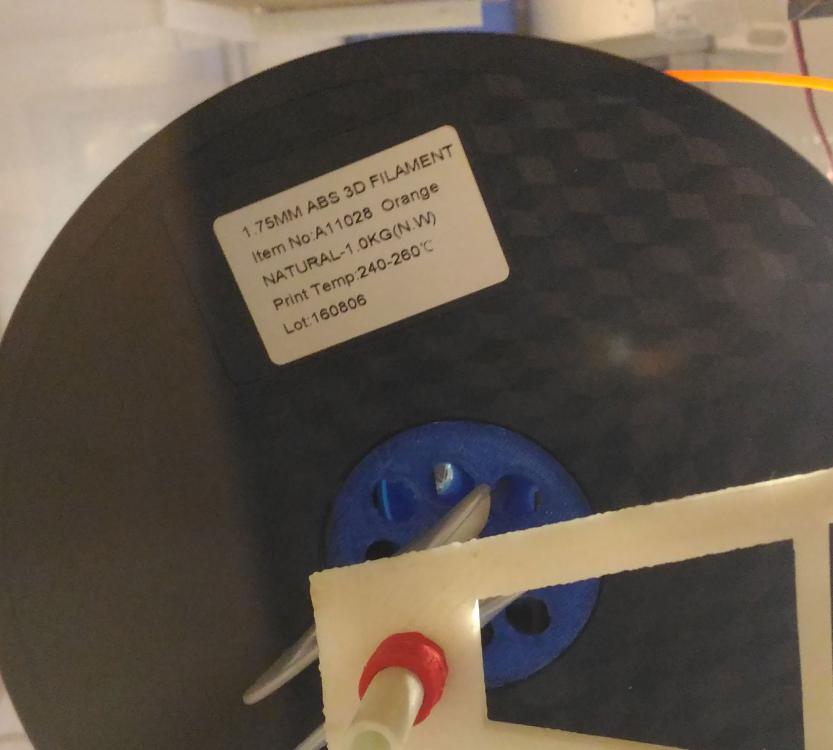 1.75MM ABS 3D FILAMENT
Item No:A11028 Orange
NATURAL-1.0KG(N.W)
Print Temp:240-260℃
Lot:160806